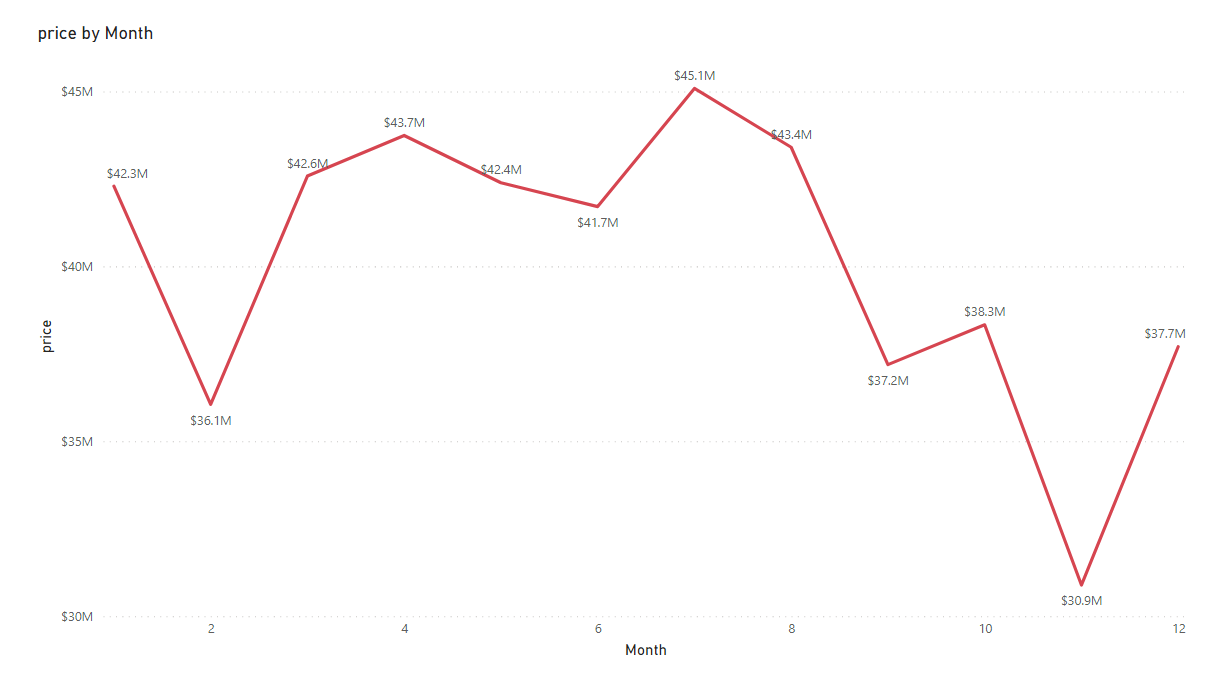 price by Month
$45M
$40M
$35M
$30M
price
$42.3M
$36.1M
$42.6M
$43.7M
$42.4M
$41.7M
$45.1M
$43.4M
$37.2M
$38.3M
$30.9M
$37.7M
2 4 6 8 10 12
Month